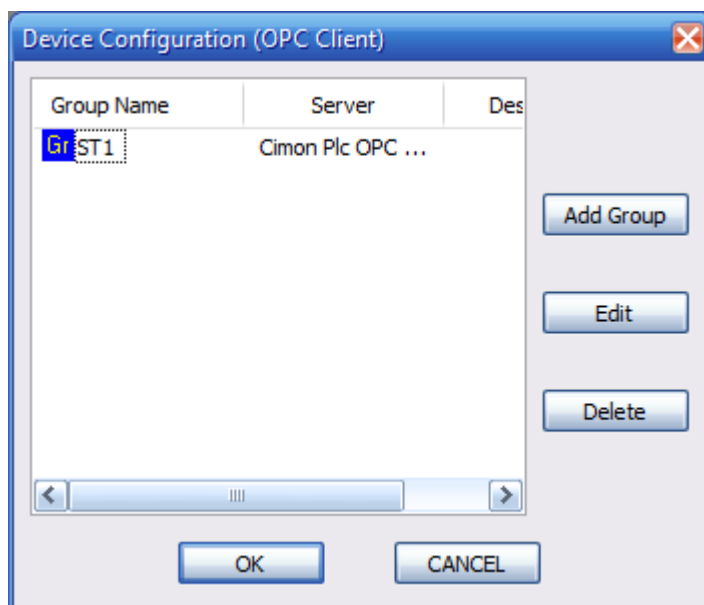 Device Configuration (OPC Client)
Group Name Server Des
Gr ST1 Cimon Plc OPC ...
Add Group
Edit
Delete
OK CANCEL